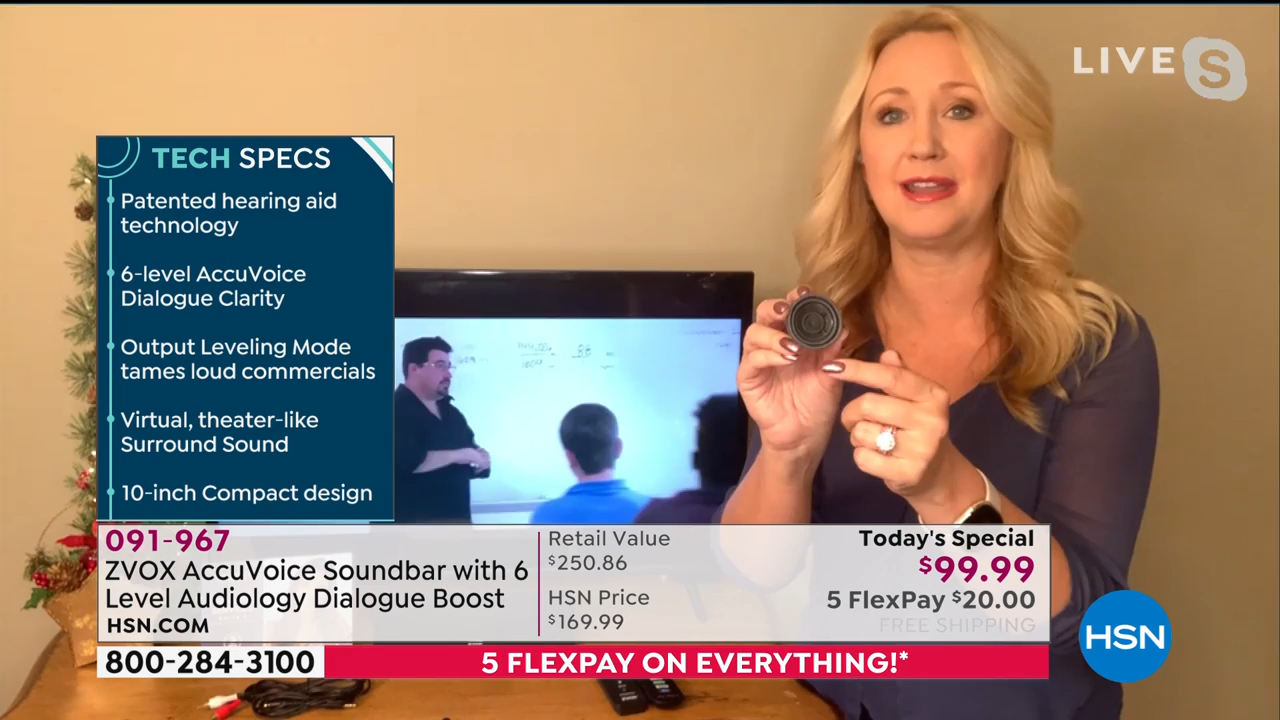 LIVE S
TECH SPECS
Patented hearing aid
technology
6-level AccuVoice
Dialogue Clarity
Output Leveling Mode
tames loud commercials
Virtual, theater-like
Surround Sound
10-inch Compact design
091-967
ZVOX AccuVoice Soundbar with 6
Level Audiology Dialogue Boost
HSN.COM
Retail Value
$250.86
HSN Price
$169.99
Today's Special
$99.99
5 FlexPay $20.00
FREE SHIPPING
HSN
800-284-3100
5 FLEXPAY ON EVERYTHING!*